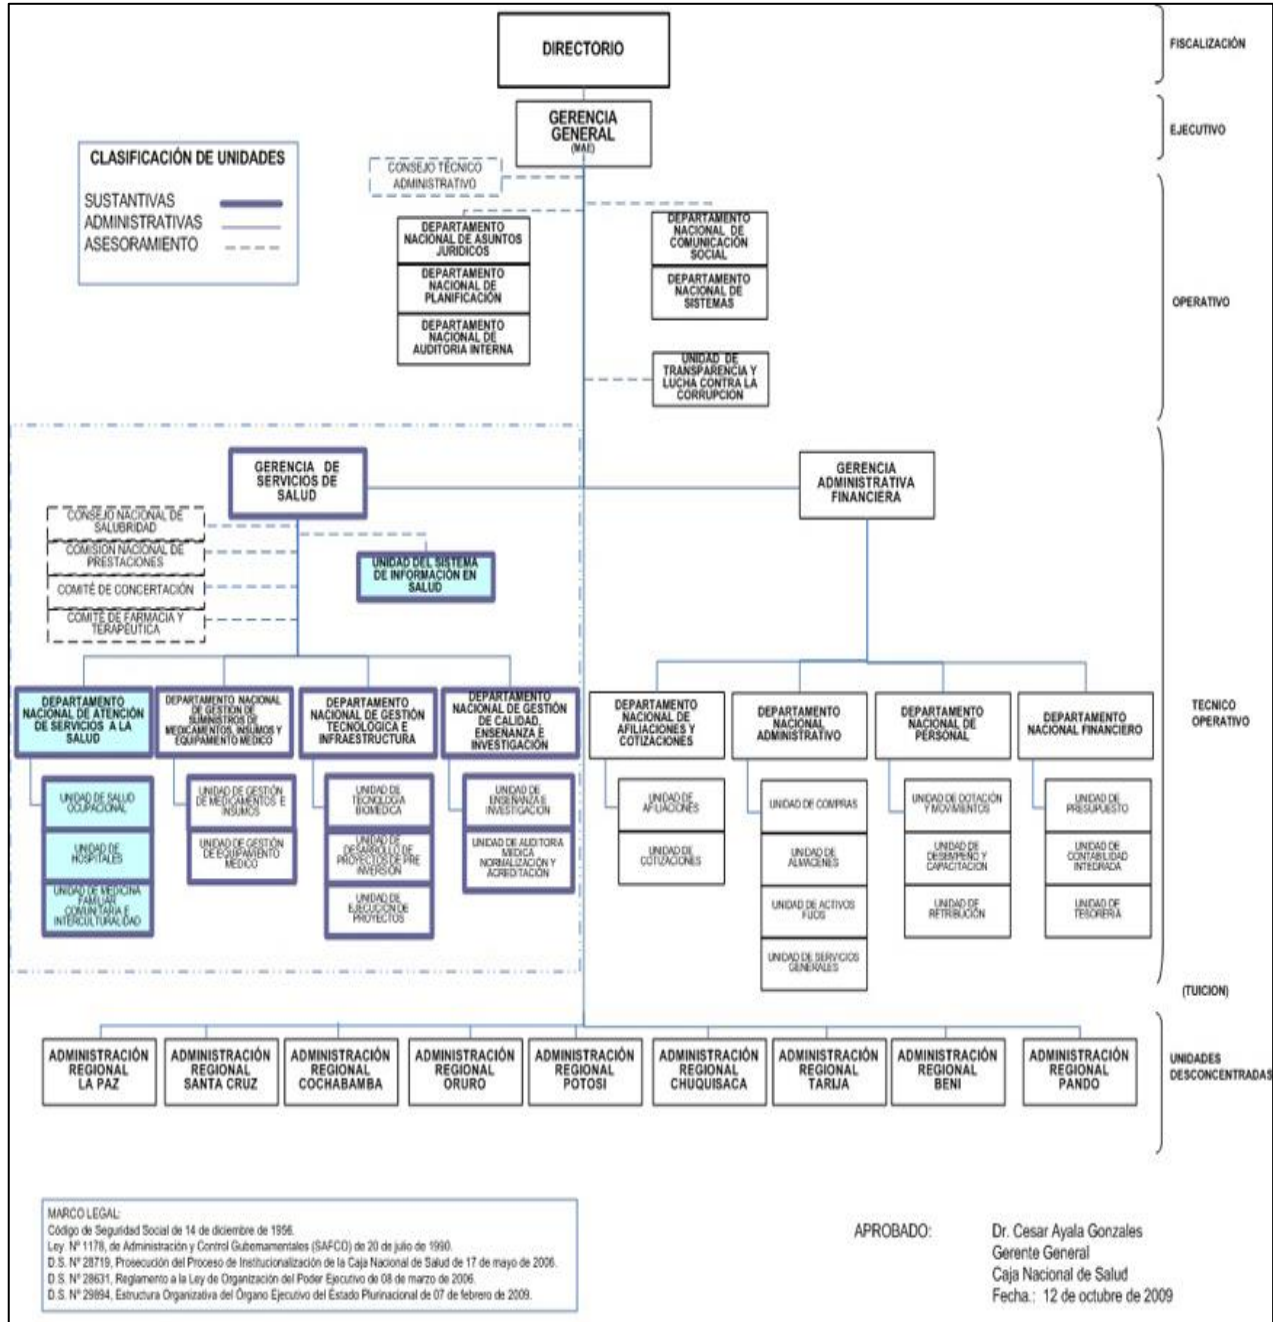 DIRECTORIO
FISCALIZACIÓN
GERENCIA
GENERAL
(MAE)
EJECUTIVO
CLASIFICACIÓN DE UNIDADES
SUSTANTIVAS
ADMINISTRATIVAS
ASESORAMIENTO
CONSEJO TÉCNICO
ADMINISTRATIVO
DEPARTAMENTO
NACIONAL DE ASUNTOS
JURIDICOS
DEPARTAMENTO
NACIONAL DE
PLANIFICACIÓN
DEPARTAMENTO
NACIONAL DE
AUDITORIA INTERNA
DEPARTAMENTO
NACIONAL DE
COMUNICACIÓN
SOCIAL
DEPARTAMENTO
NACIONAL DE
SISTEMAS
UNIDAD DE
TRANSPARENCIA Y
LUCHA CONTRA LA
CORRUPCION
OPERATIVO
GERENCIA DE
SERVICIOS DE
SALUD
GERENCIA
ADMINISTRATIVA
FINANCIERA
CONSEJO NACIONAL DE
SALUBRIDAD
COMISION NACIONAL DE
PRESTACIONES
COMITÉ DE CONCERTACIÓN
COMITÉ DE FARMACIA Y
TERAPÉUTICA
UNIDAD DEL SISTEMA
DE INFORMACIÓN EN
SALUD
DEPARTAMENTO
NACIONAL DE ATENCIÓN
DE SERVICIOS A LA
SALUD
DEPARTAMENTO NACIONAL
DE GESTION DE
SUMINISTROS DE
MEDICAMENTOS, INSUMOS Y
EQUIPAMIENTO MEDICO
DEPARTAMENTO
NACIONAL DE GESTIÓN
TECNOLOGICA E
INFRAESTRUCTURA
DEPARTAMENTO
NACIONAL DE GESTIÓN
DE CALIDAD,
ENSEÑANZA E
INVESTIGACIÓN
DEPARTAMENTO
NACIONAL DE
AFILIACIONES Y
COTIZACIONES
DEPARTAMENTO
NACIONAL
ADMINISTRATIVO
DEPARTAMENTO
NACIONAL DE
PERSONAL
DEPARTAMENTO
NACIONAL FINANCIERO
TECNICO
OPERATIVO
UNIDAD DE SALUD
OCUPACIONAL
UNIDAD DE
HOSPITALES
UNIDAD DE MEDICINA
FAMILIAR
COMUNITARIA E
INTERCULTURALIDAD
UNIDAD DE GESTIÓN
DE MEDICAMENTOS E
INSUMOS
UNIDAD DE GESTIÓN
DE EQUIPAMIENTO
MEDICO
UNIDAD DE
TECNOLOGIA
BIOMEDICA
UNIDAD DE
DESARROLLO DE
PROYECTOS DE PRE
INVERSIÓN
UNIDAD DE
EJECUCION DE
PROYECTOS
UNIDAD DE
ENSEÑANZA E
INVESTIGACION
UNIDAD DE AUDITORIA
MEDICA
NORMALIZACIÓN Y
ACREDITACIÓN
UNIDAD DE
AFILIACIONES
UNIDAD DE
COTIZACIONES
UNIDAD DE COMPRAS
UNIDAD DE
ALMACENES
UNIDAD DE ACTIVOS
FIJOS
UNIDAD DE SERVICIOS
GENERALES
UNIDAD DE DOTACIÓN
Y MOVIMIENTOS
UNIDAD DE
DESEMPEÑO Y
CAPACITACION
UNIDAD DE
RETRIBUCIÓN
UNIDAD DE
PRESUPUESTO
UNIDAD DE
CONTABILIDAD
INTEGRADA
UNIDAD DE
TESORERIA
(TUICION)
ADMINISTRACIÓN
REGIONAL
LA PAZ
ADMINISTRACIÓN
REGIONAL
SANTA CRUZ
ADMINISTRACIÓN
REGIONAL
COCHABAMBA
ADMINISTRACIÓN
REGIONAL
ORURO
ADMINISTRACIÓN
REGIONAL
POTOSI
ADMINISTRACIÓN
REGIONAL
CHUQUISACA
ADMINISTRACIÓN
REGIONAL
TARIJA
ADMINISTRACIÓN
REGIONAL
BENI
ADMINISTRACIÓN
REGIONAL
PANDO
UNIDADES
DESCONCENTRADAS
MARCO LEGAL:
Código de Seguridad Social de 14 de diciembre de 1956.
Ley. Nº 1178, de Administración y Control Gubernamentales (SAFCO) de 20 de julio de 1990.
D.S. Nº 28719, Prosecución del Proceso de Institucionalización de la Caja Nacional de Salud de 17 de mayo de 2006.
D.S. Nº 28631, Reglamento a la Ley de Organización del Poder Ejecutivo de 08 de marzo de 2006.
D.S. Nº 29894, Estructura Organizativa del Órgano Ejecutivo del Estado Plurinacional de 07 de febrero de 2009.
APROBADO: Dr. Cesar Ayala Gonzales
Gerente General
Caja Nacional de Salud
Fecha.: 12 de octubre de 2009